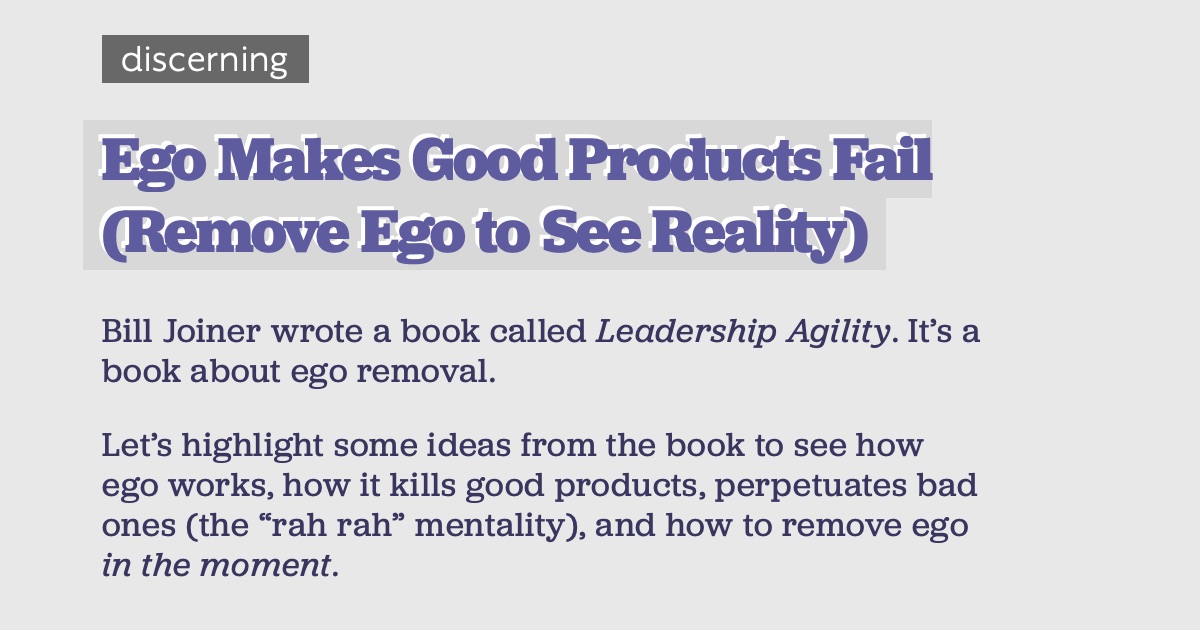 discerning
Ego Makes Good Products Fail
(Remove Ego to See Reality)
Bill Joiner wrote a book called Leadership Agility. It’s a
book about ego removal.
Let’s highlight some ideas from the book to see how
ego works, how it kills good products, perpetuates bad
ones (the “rah rah” mentality), and how to remove ego
in the moment.